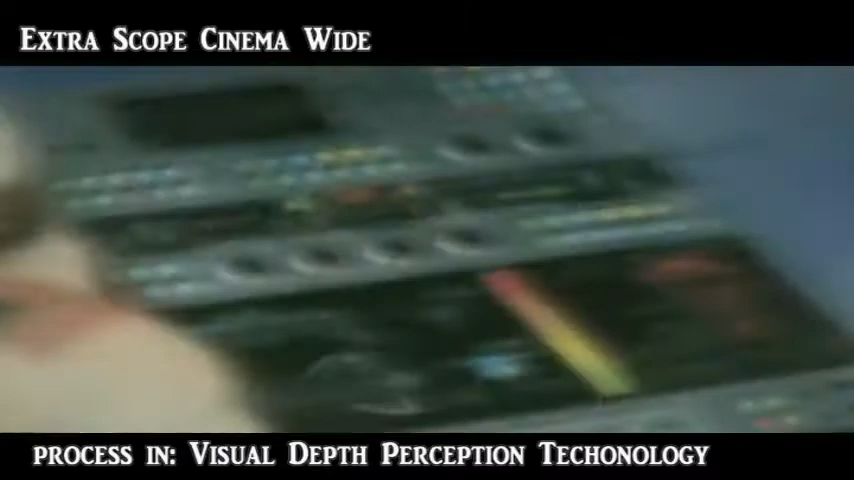 Extra Scope Cinema Wide
process in: Visual Depth Perception Techonology